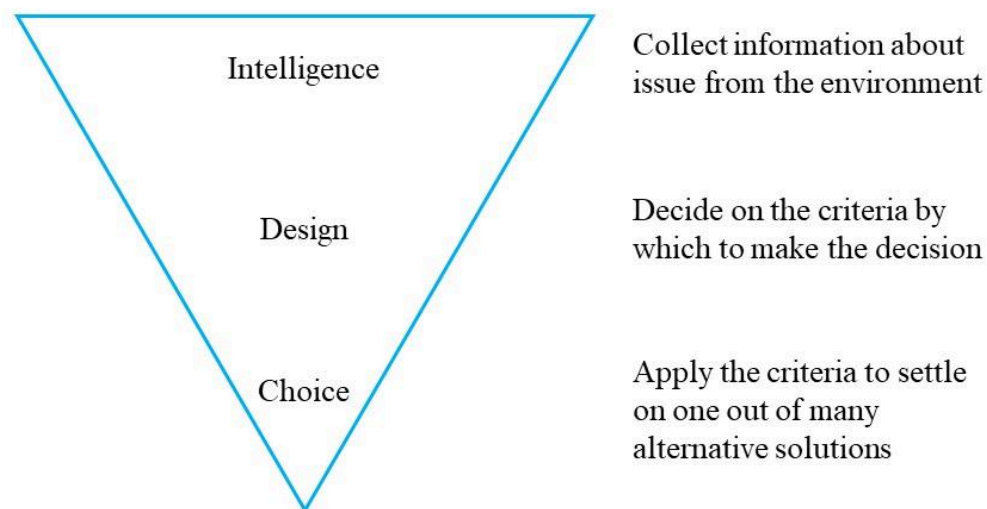 Intelligence
Collect information about
issue from the environment
Design
Decide on the criteria by
which to make the decision
Choice
Apply the criteria to settle
on one out of many
alternative solutions